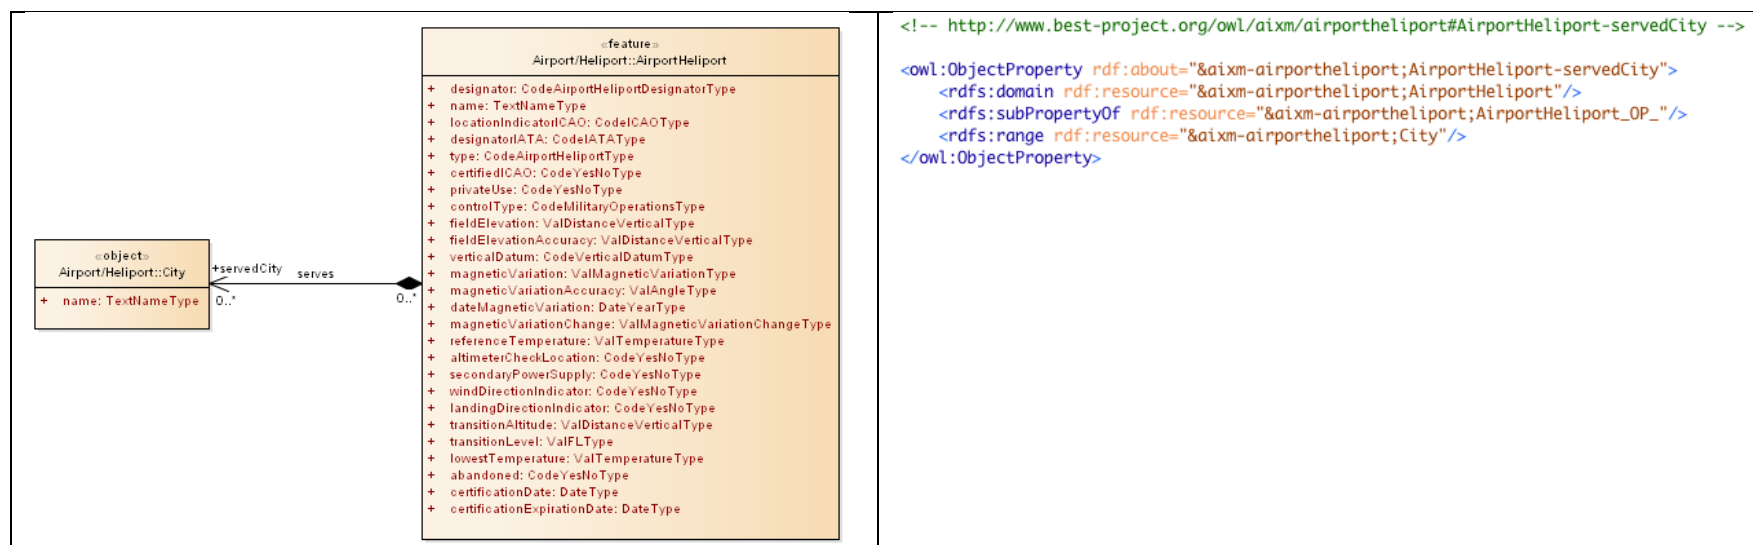 «feature»
Airport/Heliport::AirportHeliport
+ designator: CodeAirportHeliportDesignatorType
+ name: TextNameType
+ locationIndicatorICAO: CodeICAOType
+ designatorIATA: CodeIATAType
+ type: CodeAirportHeliportType
+ certifiedICAO: CodeYesNoType
+ privateUse: CodeYesNoType
+ controlType: CodeMilitaryOperationsType
+ fieldElevation: ValDistanceVerticalType
+ fieldElevationAccuracy: ValDistanceVerticalType
+ verticalDatum: CodeVerticalDatumType
+ magneticVariation: ValMagneticVariationType
+ magneticVariationAccuracy: ValAngleType
+ dateMagneticVariation: DateYearType
+ magneticVariationChange: ValMagneticVariationChangeType
+ referenceTemperature: ValTemperatureType
+ altimeterCheckLocation: CodeYesNoType
+ secondaryPowerSupply: CodeYesNoType
+ windDirectionIndicator: CodeYesNoType
+ landingDirectionIndicator: CodeYesNoType
+ transitionAltitude: ValDistanceVerticalType
+ transitionLevel: ValFLType
+ lowestTemperature: ValTemperatureType
+ abandoned: CodeYesNoType
+ certificationDate: DateType
+ certificationExpirationDate: DateType
«object»
Airport/Heliport::City
+ name: TextNameType
+servedCity serves
0..* 0..*
<!-- http://www.best-project.org/owl/aixm/airportheliport#AirportHeliport-servedCity -->
<owl:ObjectProperty rdf:about="&aixm-airportheliport;AirportHeliport-servedCity">
<rdfs:domain rdf:resource="&aixm-airportheliport;AirportHeliport"/>
<rdfs:subPropertyOf rdf:resource="&aixm-airportheliport;AirportHeliport_OP_"/>
<rdfs:range rdf:resource="&aixm-airportheliport;City"/>
</owl:ObjectProperty>